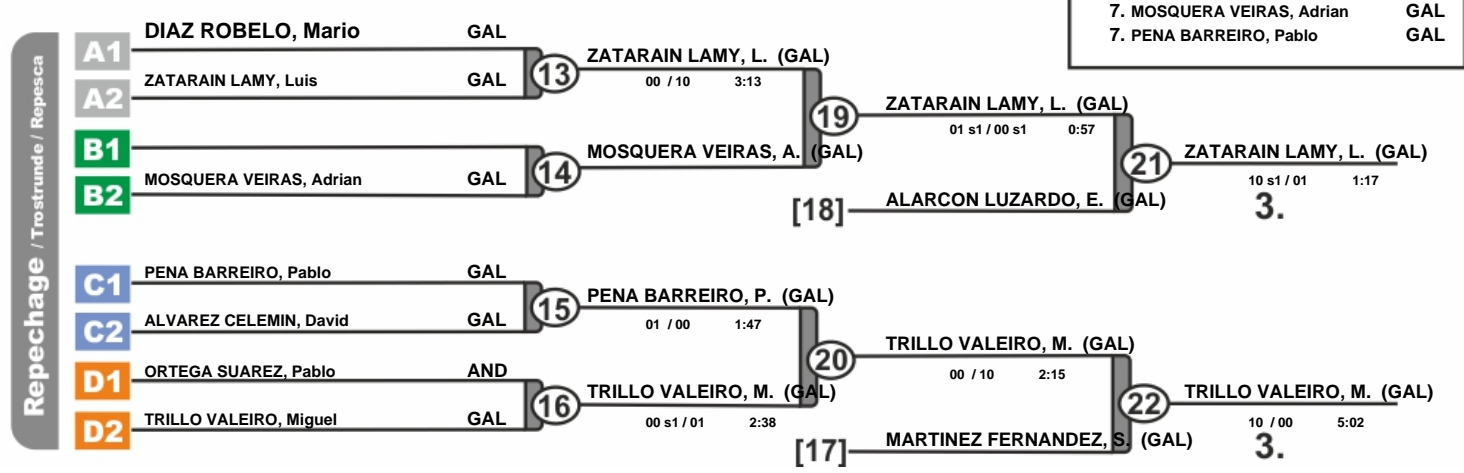 7. MOSQUERA VEIRAS, Adrian GAL
7. PENA BARREIRO, Pablo GAL
Repechage / Trostrunde / Repesca
A1 DIAZ ROBELO, Mario GAL
A2 ZATARAIN LAMY, Luis GAL
13 ZATARAIN LAMY, L. (GAL)
00 / 10 3:13
B1
B2 MOSQUERA VEIRAS, Adrian GAL
14 MOSQUERA VEIRAS, A. (GAL)
19 ZATARAIN LAMY, L. (GAL)
01 s1 / 00 s1 0:57
[18] ALARCON LUZARDO, E. (GAL)
21 ZATARAIN LAMY, L. (GAL)
10 s1 / 01 1:17
3.
C1 PENA BARREIRO, Pablo GAL
C2 ALVAREZ CELEMIN, David GAL
15 PENA BARREIRO, P. (GAL)
01 / 00 1:47
D1 ORTEGA SUAREZ, Pablo AND
D2 TRILLO VALEIRO, Miguel GAL
16 TRILLO VALEIRO, M. (GAL)
00 s1 / 01 2:38
20 TRILLO VALEIRO, M. (GAL)
00 / 10 2:15
[17] MARTINEZ FERNANDEZ, S. (GAL)
22 TRILLO VALEIRO, M. (GAL)
10 / 00 5:02
3.